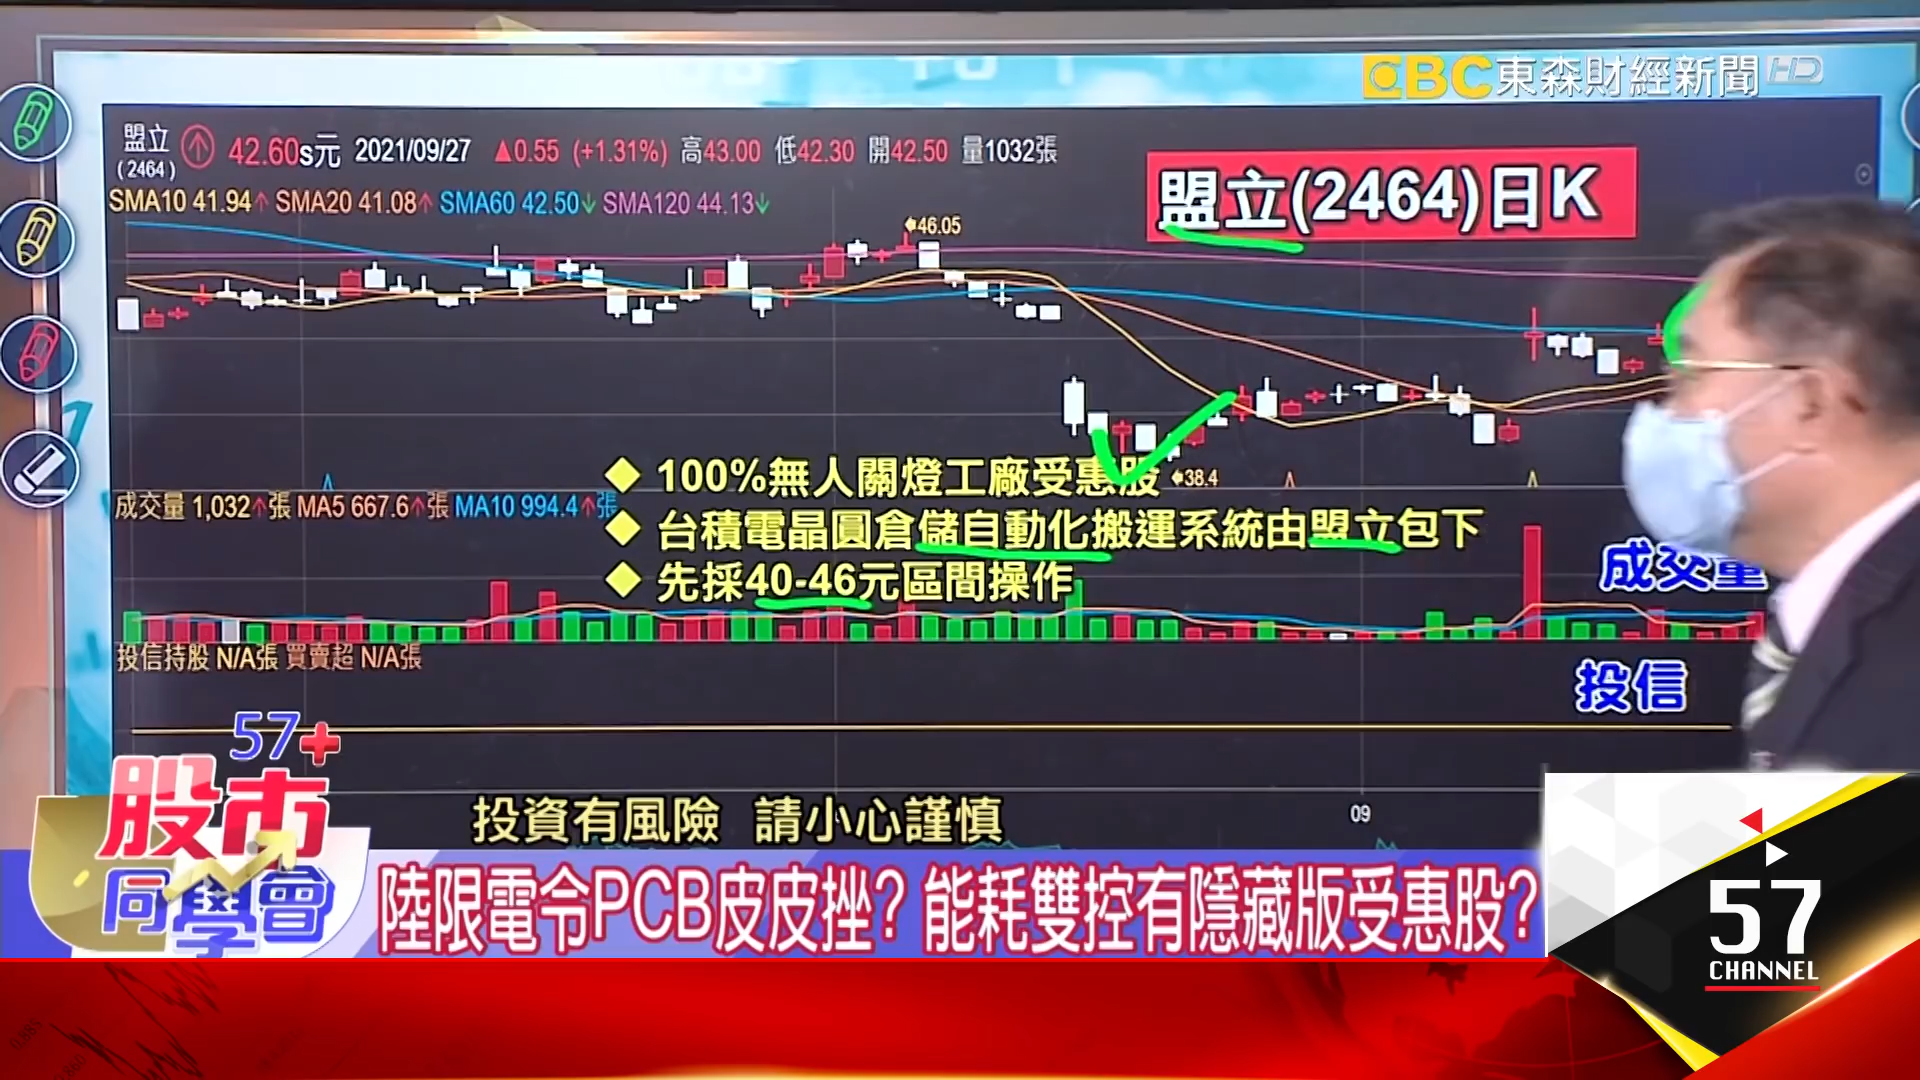 EBC東森財經新聞HD
盟立 42.60s元 2021/09/27 ▲0.55 (+1.31%) 高43.00 低42.30 開42.50 量1032張
(2464)
SMA10 41.94↑ SMA20 41.08↑ SMA60 42.50↓ SMA120 44.13↓
盟立(2464)日K
46.05
38.4
◆ 100%無人關燈工廠受惠股
成交量 1,032↑張 MA5 667.6↑張 MA10 994.4↑張
◆ 台積電晶圓倉儲自動化搬運系統由盟立包下
◆ 先採40-46元區間操作
成交量
投信持股 N/A張 買賣超 N/A張
投信
09
投資有風險 請小心謹慎
57+
股市
同學會
陸限電令PCB皮皮挫? 能耗雙控有隱藏版受惠股?
57
CHANNEL